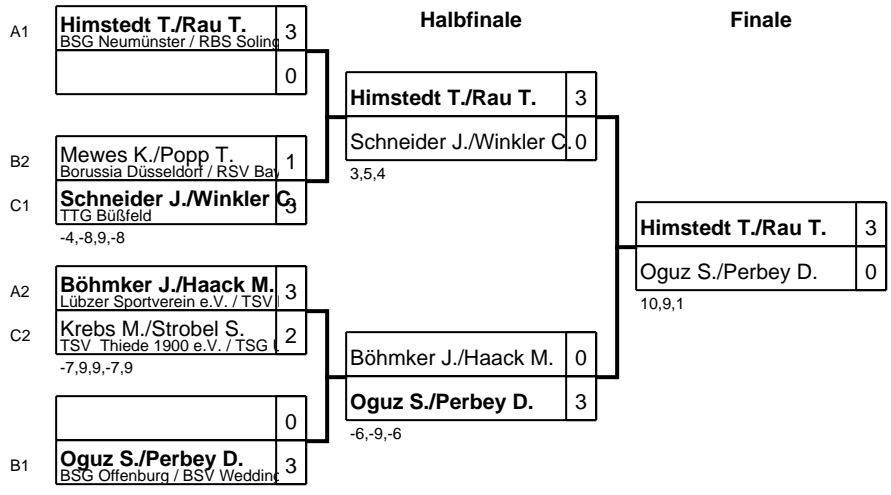 Halbfinale Finale
A1 Himstedt T./Rau T. 3
BSG Neumünster / RBS Soling
0
B2 Mewes K./Popp T. 1
Borussia Düsseldorf / RSV Bay
C1 Schneider J./Winkler C. 3
TTG Büßfeld
-4,-8,9,-8
A2 Böhmker J./Haack M. 3
Lübzer Sportverein e.V. / TSV
C2 Krebs M./Strobel S. 2
TSV Thiede 1900 e.V. / TSG
-7,9,9,-7,9
0
B1 Oguz S./Perbey D. 3
BSG Offenburg / BSV Wedding
Himstedt T./Rau T. 3
Schneider J./Winkler C. 0
3,5,4
Böhmker J./Haack M. 0
Oguz S./Perbey D. 3
-6,-9,-6
Himstedt T./Rau T. 3
Oguz S./Perbey D. 0
10,9,1